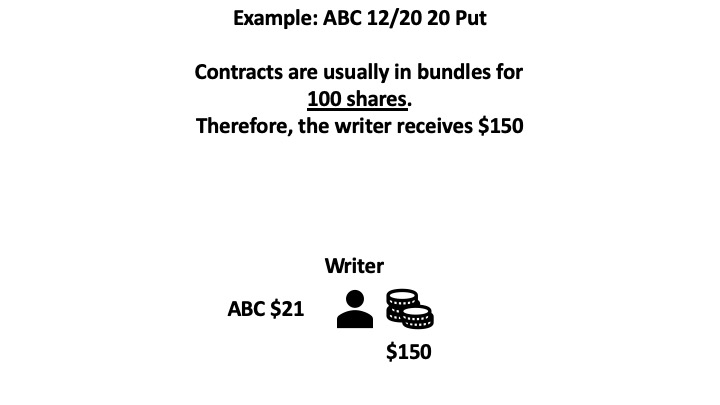 Example: ABC 12/20 20 Put
Contracts are usually in bundles for
100 shares.
Therefore, the writer receives $150
Writer
ABC $21
$150